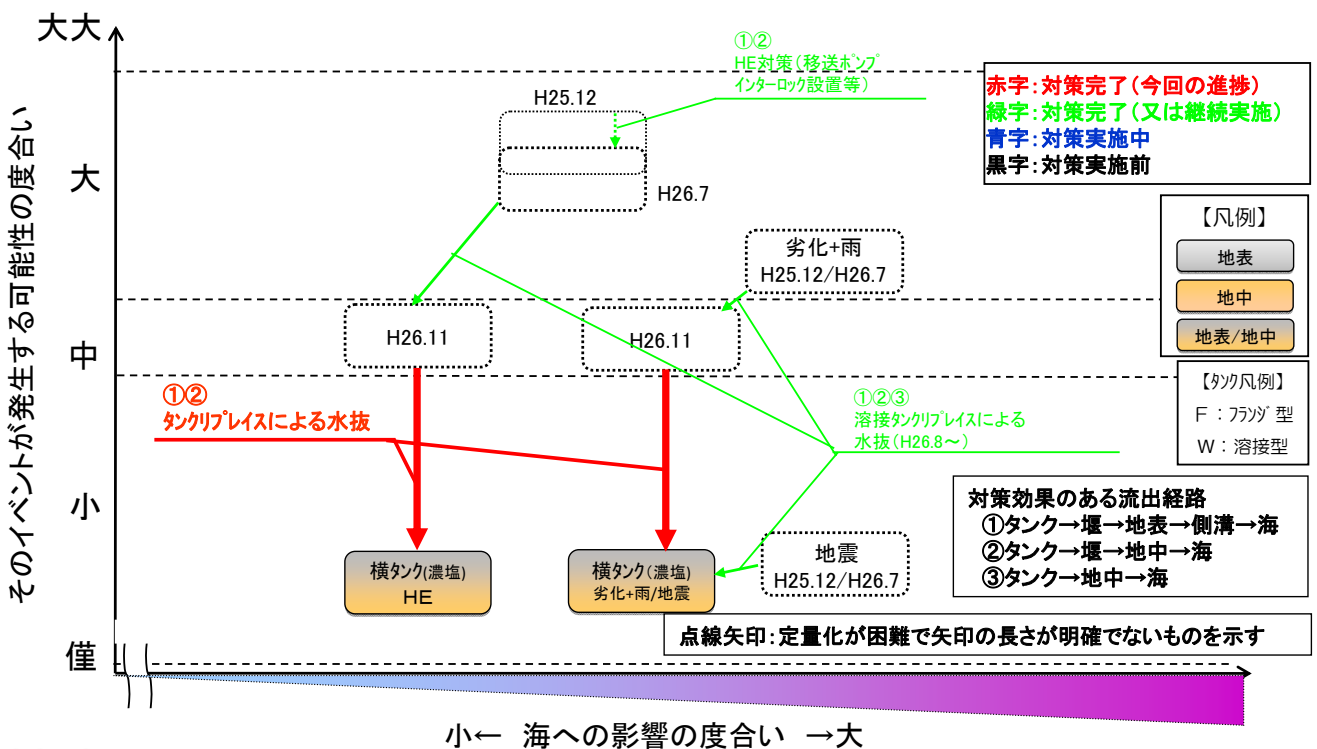 大大
そのイベントが発生する可能性の度合い
大
中
小
僅
①②
HE対策(移送ポンプ
インターロック設置等)
H25.12
H26.7
赤字:対策完了(今回の進捗)
緑字:対策完了(又は継続実施)
青字:対策実施中
黒字:対策実施前
【凡例】
地表
地中
地表/地中
劣化+雨
H25.12/H26.7
H26.11
H26.11
【タンク凡例】
F:フランジ型
W:溶接型
①②
タンクリプレイスによる水抜
①②③
溶接タンクリプレイスによる
水抜(H26.8~)
対策効果のある流出経路
①タンク→堰→地表→側溝→海
②タンク→堰→地中→海
③タンク→地中→海
横タンク(濃塩)
HE
横タンク(濃塩)
劣化+雨/地震
地震
H25.12/H26.7
点線矢印:定量化が困難で矢印の長さが明確でないものを示す
小← 海への影響の度合い →大